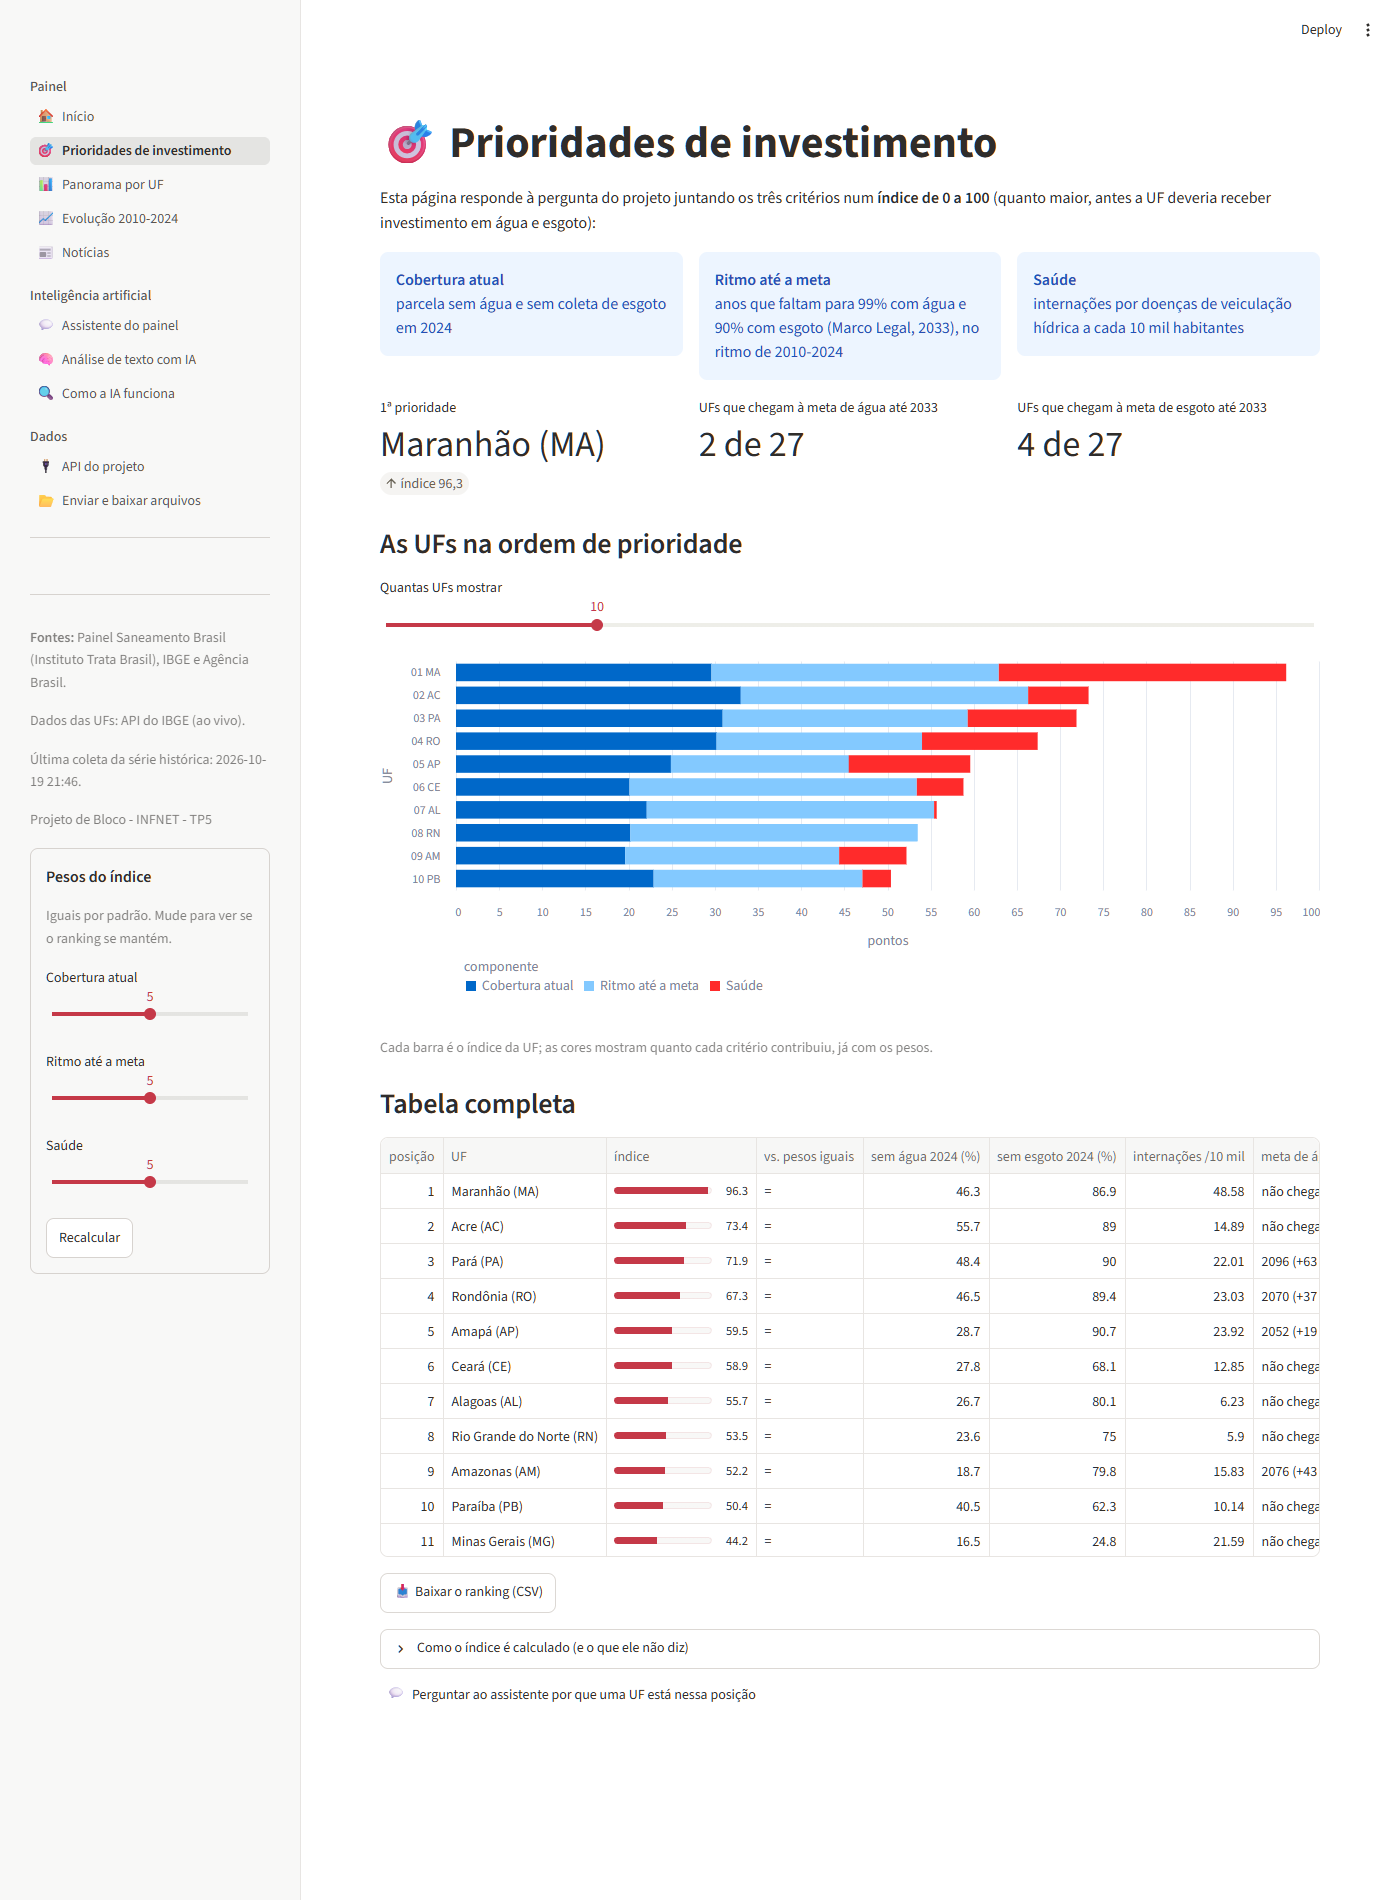 Deploy
Painel
Início
Prioridades de investimento
Panorama por UF
Evolução 2010-2024
Notícias
Inteligência artificial
Assistente do painel
Análise de texto com IA
Como a IA funciona
Dados
API do projeto
Enviar e baixar arquivos
Fontes: Painel Saneamento Brasil
(Instituto Trata Brasil), IBGE e Agência
Brasil.
Dados das UFs: API do IBGE (ao vivo).
Última coleta da série histórica: 2026-10-
19 21:46.
Projeto de Bloco - INFNET - TP5
Pesos do índice
Iguais por padrão. Mude para ver se
o ranking se mantém.
Cobertura atual
5
Ritmo até a meta
5
Saúde
5
Recalcular
Prioridades de investimento
Esta página responde à pergunta do projeto juntando os três critérios num índice de 0 a 100 (quanto maior, antes a UF deveria receber
investimento em água e esgoto):
Cobertura atual
parcela sem água e sem coleta de esgoto
em 2024
Ritmo até a meta
anos que faltam para 99% com água e
90% com esgoto (Marco Legal, 2033), no
ritmo de 2010-2024
Saúde
internações por doenças de veiculação
hídrica a cada 10 mil habitantes
1ª prioridade
Maranhão (MA)
↑ índice 96,3
UFs que chegam à meta de água até 2033
2 de 27
UFs que chegam à meta de esgoto até 2033
4 de 27
As UFs na ordem de prioridade
Quantas UFs mostrar
10
UF
01 MA
02 AC
03 PA
04 RO
05 AP
06 CE
07 AL
08 RN
09 AM
10 PB
0 5 10 15 20 25 30 35 40 45 50 55 60 65 70 75 80 85 90 95 100
pontos
componente
Cobertura atual Ritmo até a meta Saúde
Cada barra é o índice da UF; as cores mostram quanto cada critério contribuiu, já com os pesos.
Tabela completa
posição UF índice vs. pesos iguais sem água 2024 (%) sem esgoto 2024 (%) internações /10 mil meta de á
1 Maranhão (MA) 96.3 = 46.3 86.9 48.58 não chega
2 Acre (AC) 73.4 = 55.7 89 14.89 não chega
3 Pará (PA) 71.9 = 48.4 90 22.01 2096 (+63
4 Rondônia (RO) 67.3 = 46.5 89.4 23.03 2070 (+37
5 Amapá (AP) 59.5 = 28.7 90.7 23.92 2052 (+19
6 Ceará (CE) 58.9 = 27.8 68.1 12.85 não chega
7 Alagoas (AL) 55.7 = 26.7 80.1 6.23 não chega
8 Rio Grande do Norte (RN) 53.5 = 23.6 75 5.9 não chega
9 Amazonas (AM) 52.2 = 18.7 79.8 15.83 2076 (+43
10 Paraíba (PB) 50.4 = 40.5 62.3 10.14 não chega
11 Minas Gerais (MG) 44.2 = 16.5 24.8 21.59 não chega
Baixar o ranking (CSV)
Como o índice é calculado (e o que ele não diz)
Perguntar ao assistente por que uma UF está nessa posição